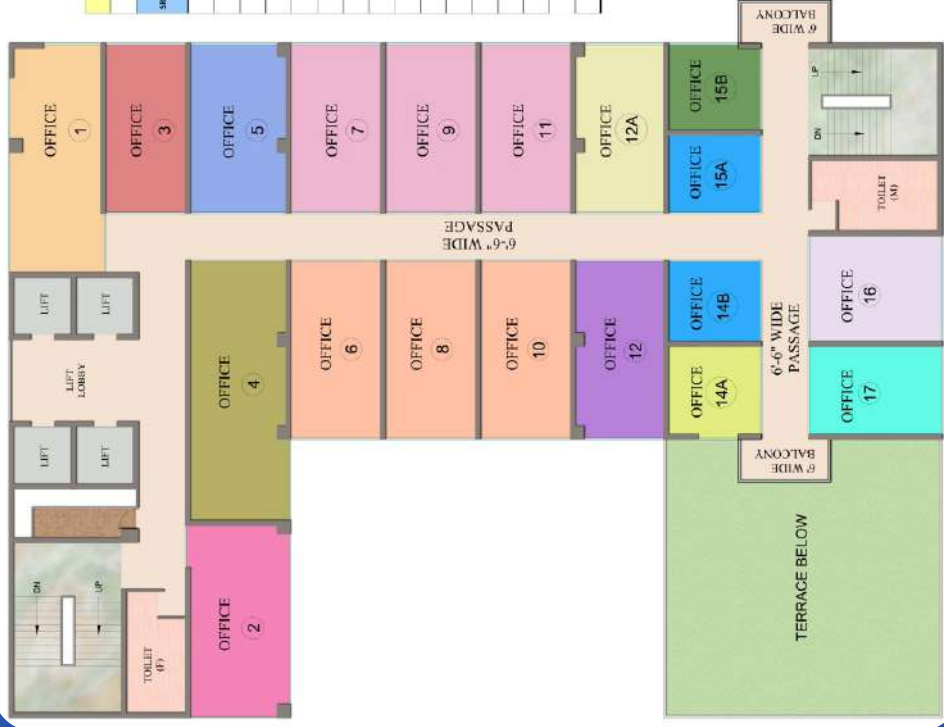 SR
OFFICE
1
OFFICE
3
OFFICE
5
OFFICE
7
OFFICE
9
OFFICE
11
OFFICE
12A
OFFICE
15B
OFFICE
15A
6' WIDE
BALCONY
UP
DN
TOILET
(M)
6'-6" WIDE
PASSAGE
LIFT
LIFT
LIFT
LOBBY
LIFT
LIFT
OFFICE
4
OFFICE
6
OFFICE
8
OFFICE
10
OFFICE
12
OFFICE
14B
OFFICE
14A
6'-6" WIDE
PASSAGE
OFFICE
16
OFFICE
17
6' WIDE
BALCONY
DN
UP
TOILET
(F)
OFFICE
2
TERRACE BELOW